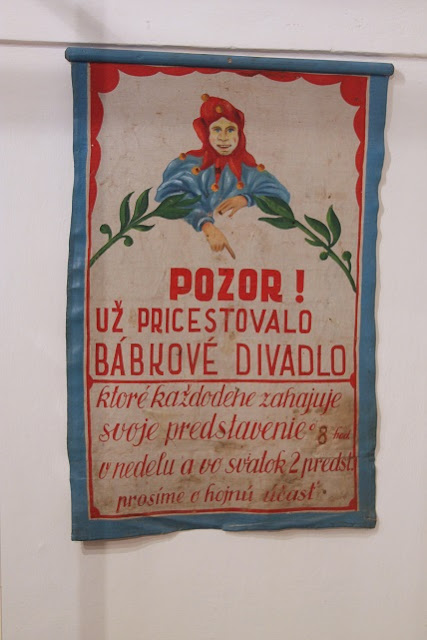 POZOR!
UŽ PRICESTOVALO
BÁBKOVÉ DIVADLO
ktoré každodeňe zahajuje
svoje predstavenie o 8 hod.
v nedelu a vo sviatok 2 predst.
prosíme o hojnú účasť.